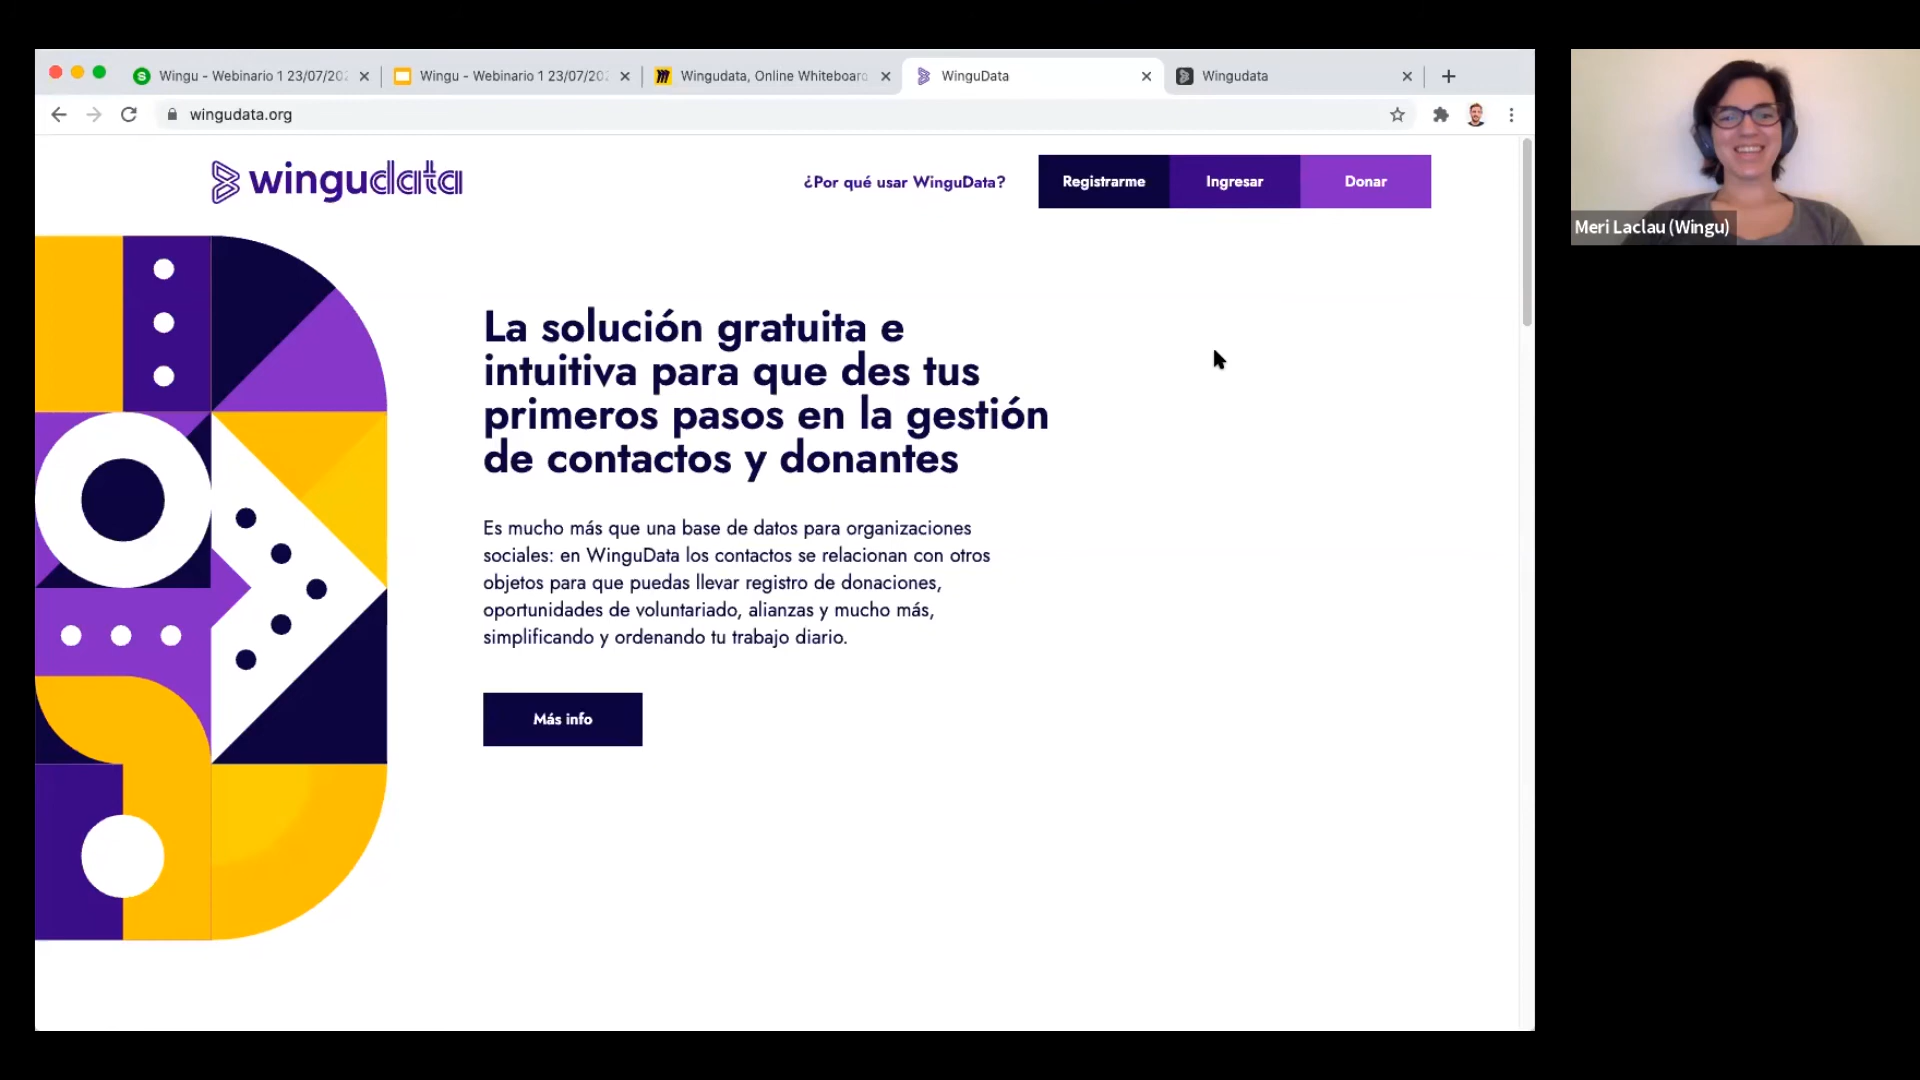 Wingu - Webinario 1 23/07/202
Wingu - Webinario 1 23/07/202
Wingudata, Online Whiteboard
WinguData
Wingudata
wingudata.org
wingudata
¿Por qué usar WinguData?
Registrarme
Ingresar
Donar
La solución gratuita e
intuitiva para que des tus
primeros pasos en la gestión
de contactos y donantes
Es mucho más que una base de datos para organizaciones
sociales: en WinguData los contactos se relacionan con otros
objetos para que puedas llevar registro de donaciones,
oportunidades de voluntariado, alianzas y mucho más,
simplificando y ordenando tu trabajo diario.
Más info
Meri Laclau (Wingu)